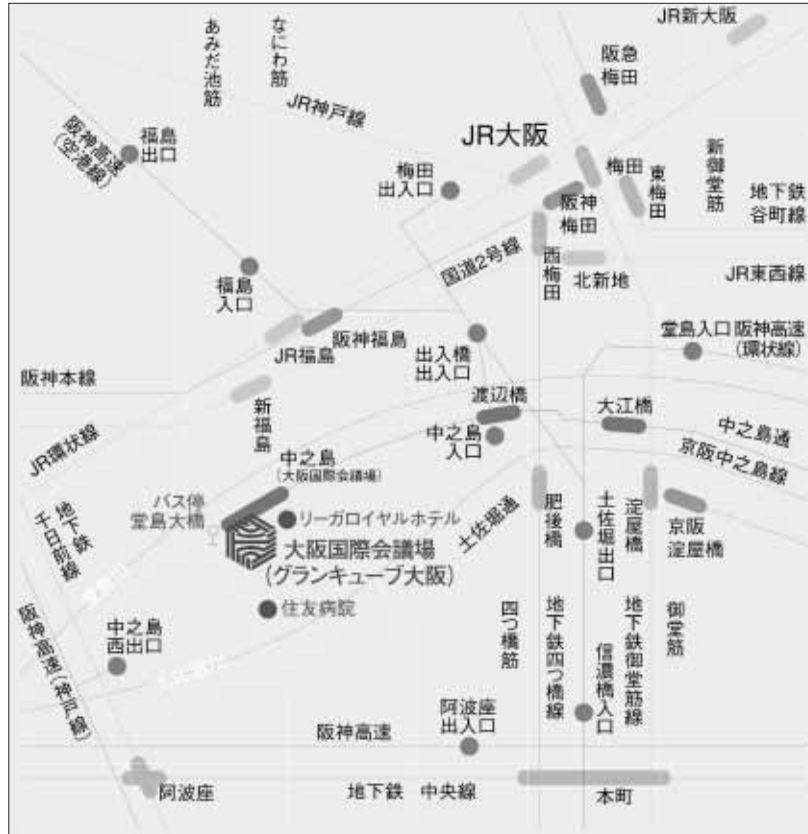 JR新大阪
あみだ池筋
なにわ筋
阪急
梅田
JR神戸線
JR大阪
阪神高速
(空港線)
福島
出口
梅田
出入口
梅田
東梅田
新御堂筋
地下鉄
谷町線
阪神
梅田
西梅田
国道2号線
北新地
JR東西線
福島
入口
JR福島
阪神福島
出入橋
出入口
堂島入口
阪神高速
(環状線)
阪神本線
新福島
渡辺橋
大江橋
中之島
入口
中之島通
京阪中之島線
JR環状線
中之島
(大阪国際会議場)
バス停
堂島大橋
リーガロイヤルホテル
大阪国際会議場
(グランキューブ大阪)
土佐堀通
肥後橋
土佐堀出口
淀屋橋
京阪
淀屋橋
地下鉄
千日前線
住友病院
中之島
西出口
阪神高速(神戸線)
四つ橋筋
地下鉄四つ橋線
信濃橋入口
地下鉄御堂筋線
御堂筋
阿波座
出入口
阪神高速
阿波座
地下鉄 中央線
本町